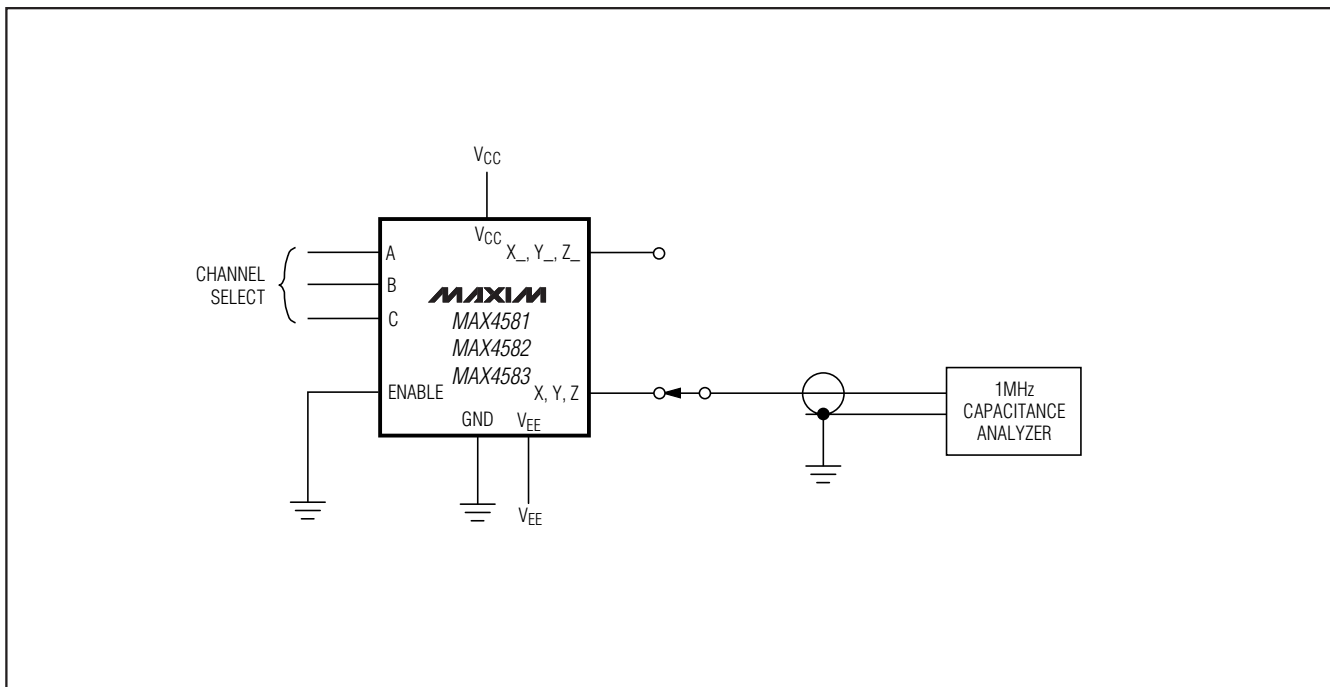 VCC
VCC
X_, Y_, Z_
A
CHANNEL
SELECT
B
C
MAXIM
MAX4581
MAX4582
MAX4583
ENABLE
X, Y, Z
GND
VEE
VEE
1MHz
CAPACITANCE
ANALYZER